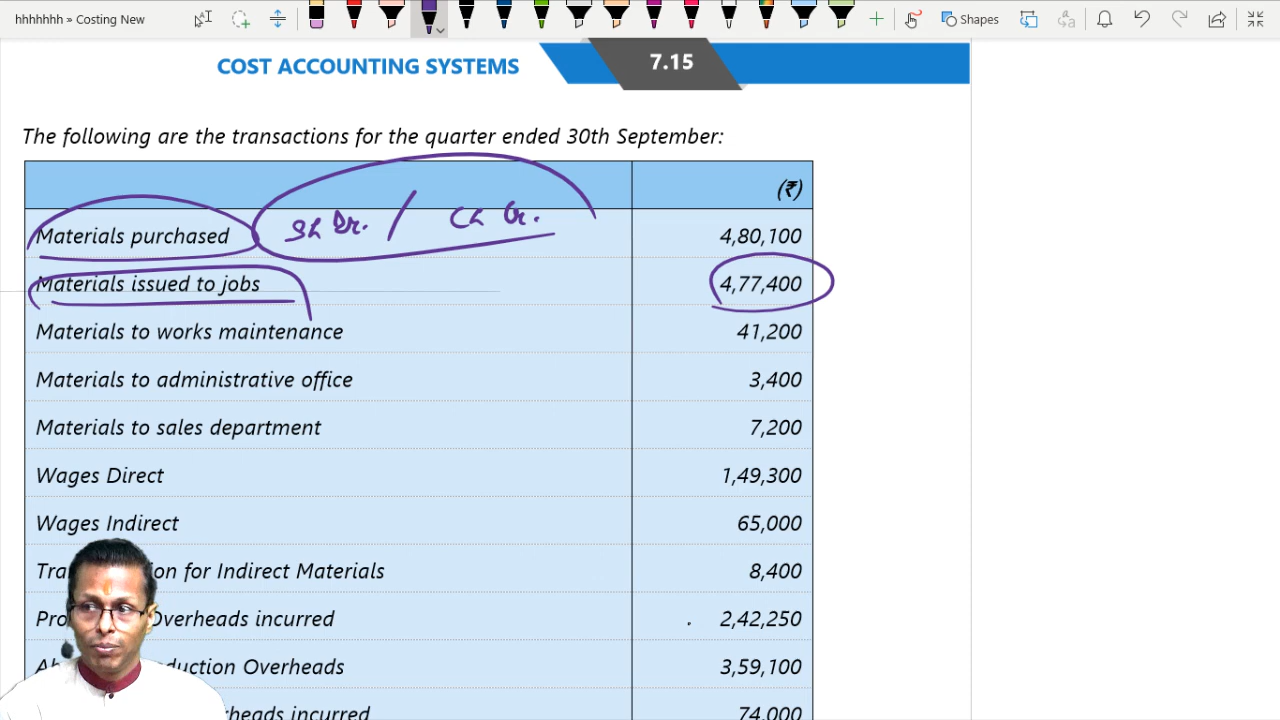 hhhhhhh » Costing New
Shapes
COST ACCOUNTING SYSTEMS 7.15
The following are the transactions for the quarter ended 30th September:
(₹)
Materials purchased 4,80,100
Materials issued to jobs 4,77,400
Materials to works maintenance 41,200
Materials to administrative office 3,400
Materials to sales department 7,200
Wages Direct 1,49,300
Wages Indirect 65,000
for Indirect Materials 8,400
Overheads incurred 2,42,250
Overheads 3,59,100
incurred 74,000